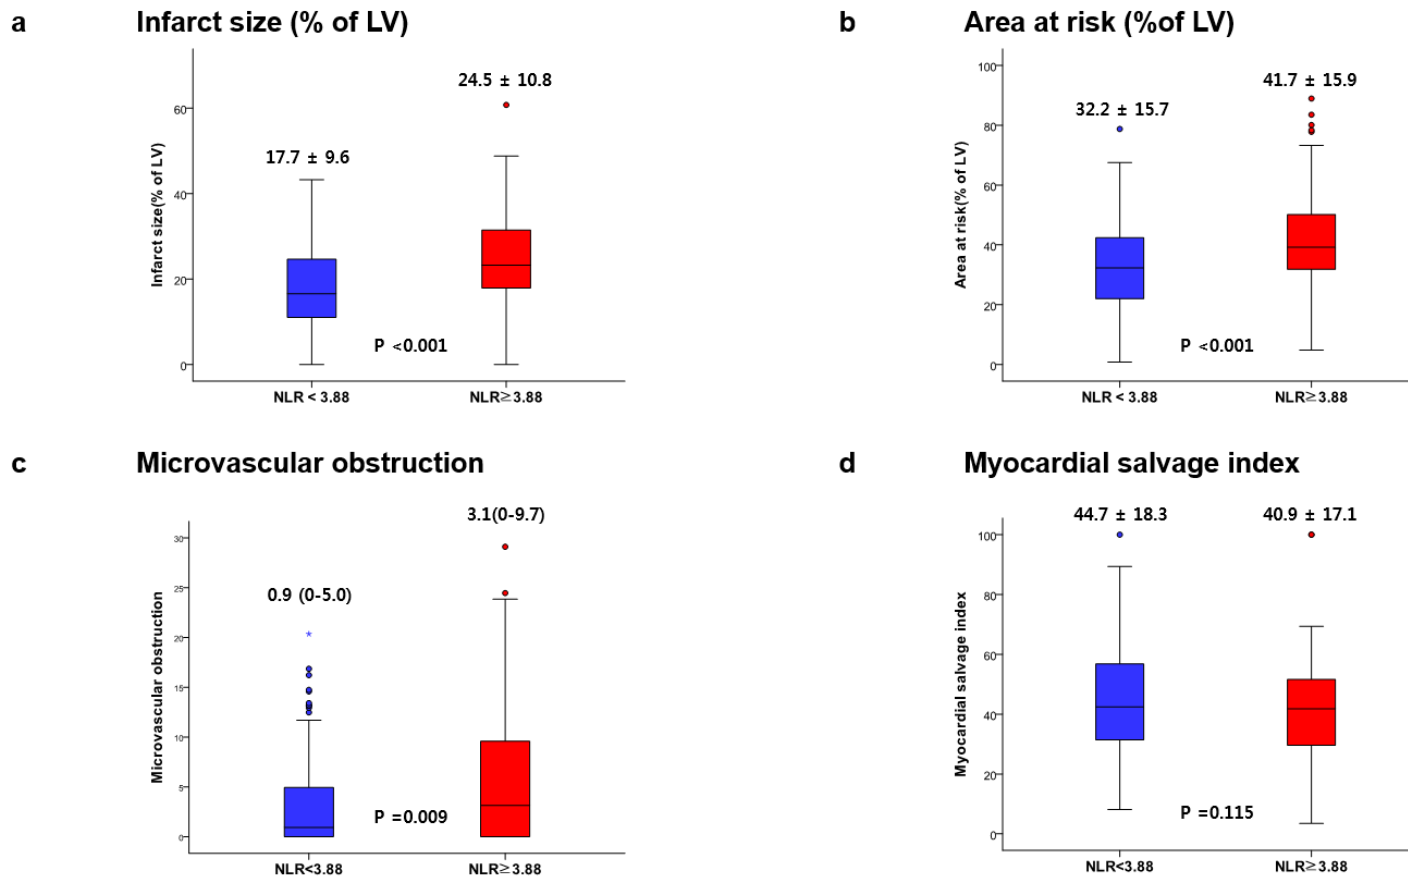 a
Infarct size (% of LV)
24.5 ± 10.8
17.7 ± 9.6
Infarct size(% of LV)
60
40
20
0
P <0.001
NLR < 3.88
NLR≥3.88
b
Area at risk (%of LV)
41.7 ± 15.9
32.2 ± 15.7
Area at risk(% of LV)
100
80
60
40
20
0
P <0.001
NLR < 3.88
NLR≥3.88
c
Microvascular obstruction
3.1(0-9.7)
0.9 (0-5.0)
Microvascular obstruction
30
25
20
15
10
5
0
P =0.009
NLR<3.88
NLR≥3.88
d
Myocardial salvage index
44.7 ± 18.3
40.9 ± 17.1
Myocardial salvage index
100
80
60
40
20
0
P =0.115
NLR<3.88
NLR≥3.88